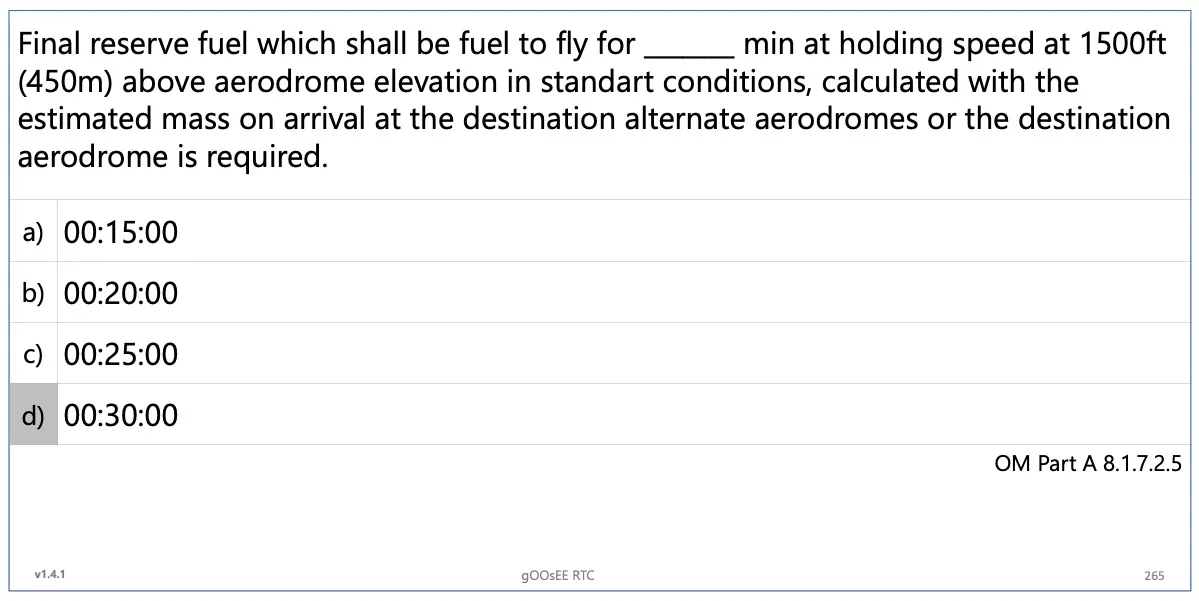 Final reserve fuel which shall be fuel to fly for ______ min at holding speed at 1500ft
(450m) above aerodrome elevation in standart conditions, calculated with the
estimated mass on arrival at the destination alternate aerodromes or the destination
aerodrome is required.
a) 00:15:00
b) 00:20:00
c) 00:25:00
d) 00:30:00
OM Part A 8.1.7.2.5
v1.4.1 gOOsEE RTC 265